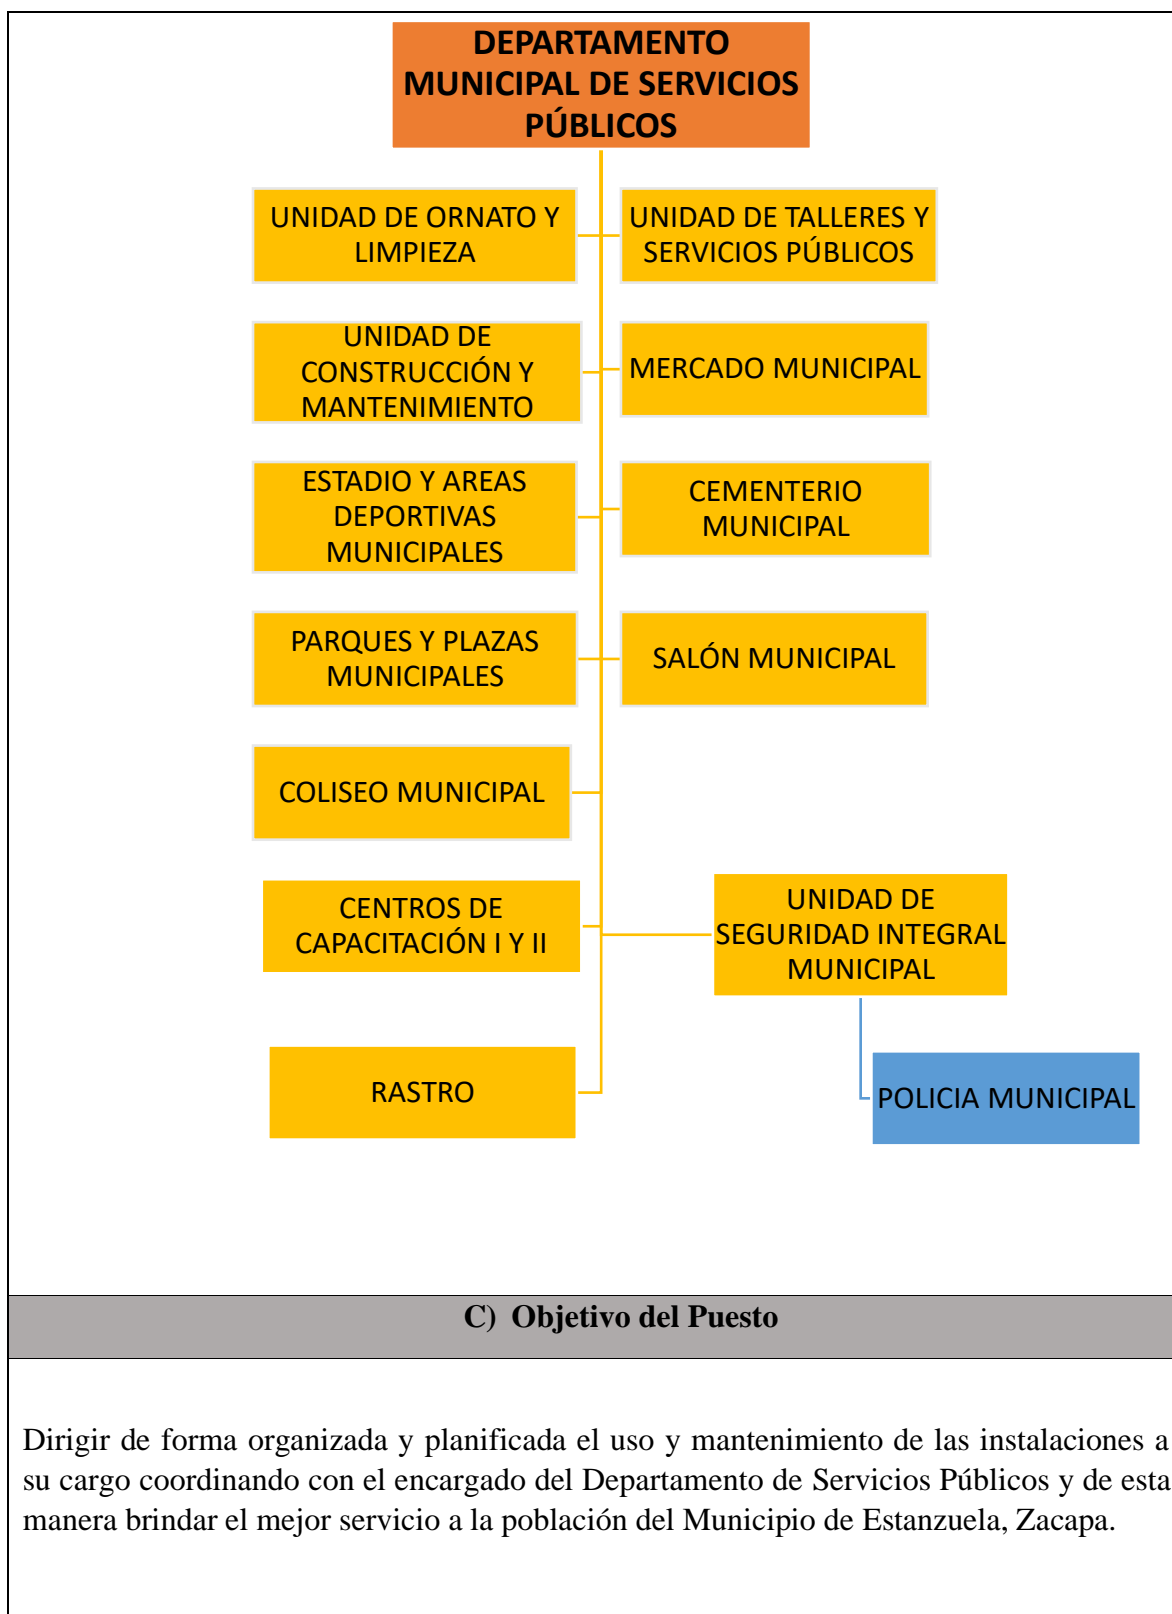 DEPARTAMENTO
MUNICIPAL DE SERVICIOS
PÚBLICOS
UNIDAD DE ORNATO Y
LIMPIEZA
UNIDAD DE TALLERES Y
SERVICIOS PÚBLICOS
UNIDAD DE
CONSTRUCCIÓN Y
MANTENIMIENTO
MERCADO MUNICIPAL
ESTADIO Y AREAS
DEPORTIVAS
MUNICIPALES
CEMENTERIO
MUNICIPAL
PARQUES Y PLAZAS
MUNICIPALES
SALÓN MUNICIPAL
COLISEO MUNICIPAL
CENTROS DE
CAPACITACIÓN I Y II
UNIDAD DE
SEGURIDAD INTEGRAL
MUNICIPAL
RASTRO
POLICIA MUNICIPAL
C) Objetivo del Puesto
Dirigir de forma organizada y planificada el uso y mantenimiento de las instalaciones a
su cargo coordinando con el encargado del Departamento de Servicios Públicos y de esta
manera brindar el mejor servicio a la población del Municipio de Estanzuela, Zacapa.